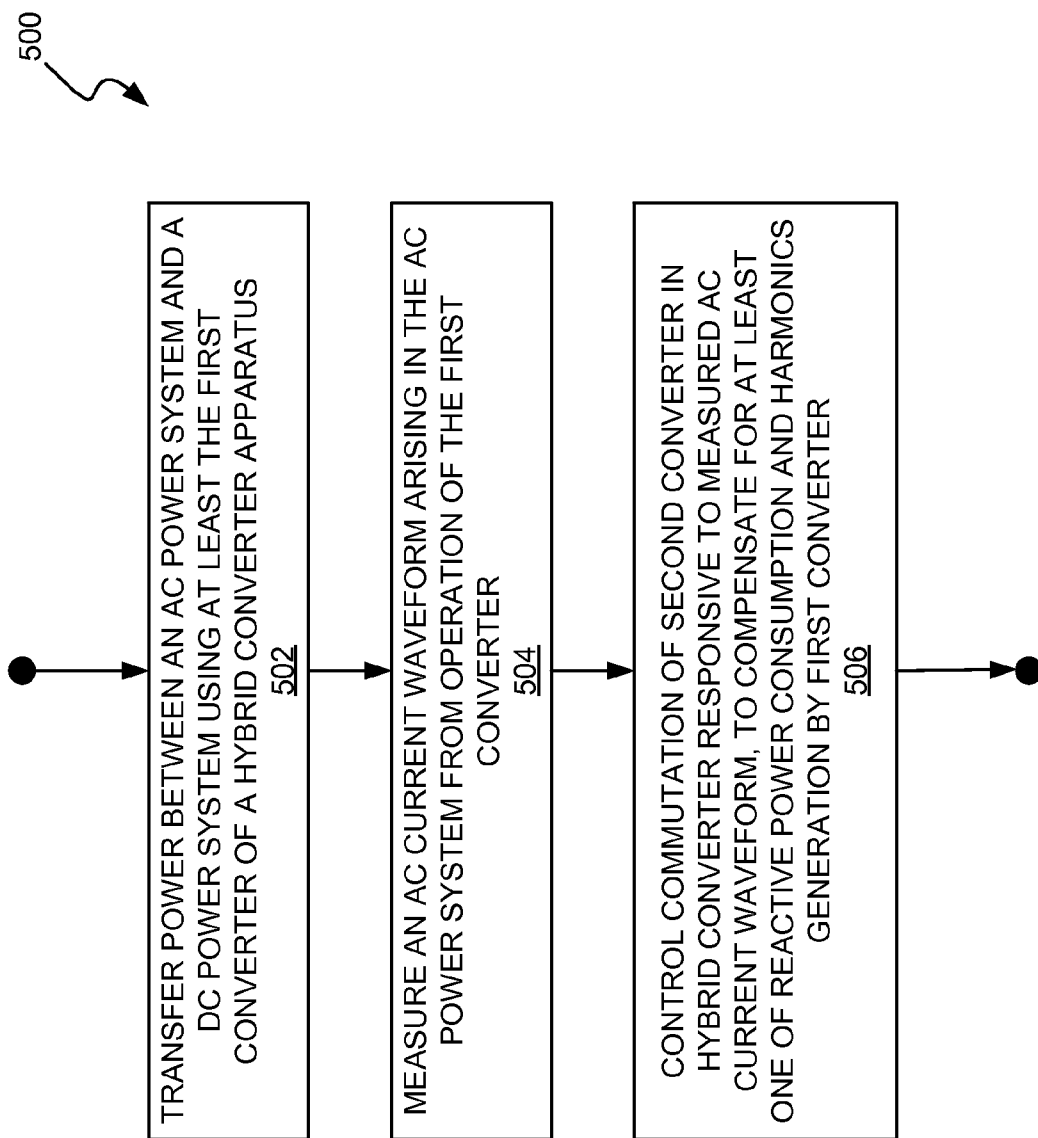 500
TRANSFER POWER BETWEEN AN AC POWER SYSTEM AND A
DC POWER SYSTEM USING AT LEAST THE FIRST
CONVERTER OF A HYBRID CONVERTER APPARATUS
502
MEASURE AN AC CURRENT WAVEFORM ARISING IN THE AC
POWER SYSTEM FROM OPERATION OF THE FIRST
CONVERTER
504
CONTROL COMMUTATION OF SECOND CONVERTER IN
HYBRID CONVERTER RESPONSIVE TO MEASURED AC
CURRENT WAVEFORM, TO COMPENSATE FOR AT LEAST
ONE OF REACTIVE POWER CONSUMPTION AND HARMONICS
GENERATION BY FIRST CONVERTER
506